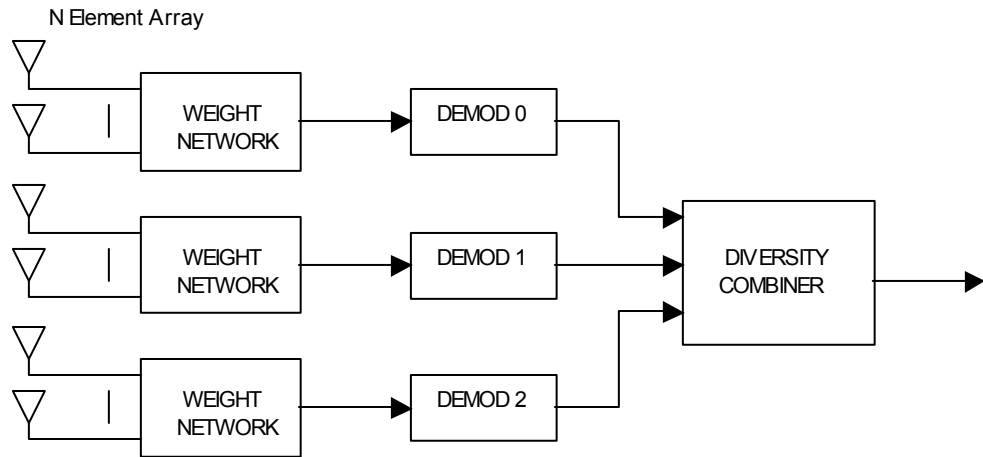 N Element Array
WEIGHT
NETWORK
DEMOD 0
WEIGHT
NETWORK
DEMOD 1
DIVERSITY
COMBINER
WEIGHT
NETWORK
DEMOD 2